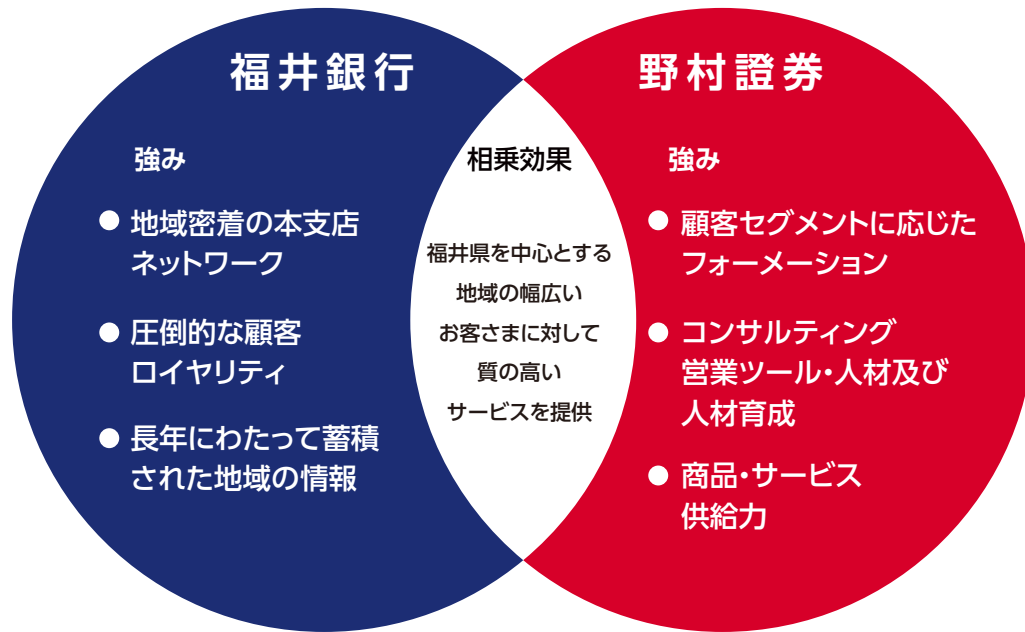 福井銀行
強み
● 地域密着の本支店
ネットワーク
● 圧倒的な顧客
ロイヤリティ
● 長年にわたって蓄積
された地域の情報
相乗効果
福井県を中心とする
地域の幅広い
お客さまに対して
質の高い
サービスを提供
野村證券
強み
● 顧客セグメントに応じた
フォーメーション
● コンサルティング
営業ツール・人材及び
人材育成
● 商品・サービス
供給力